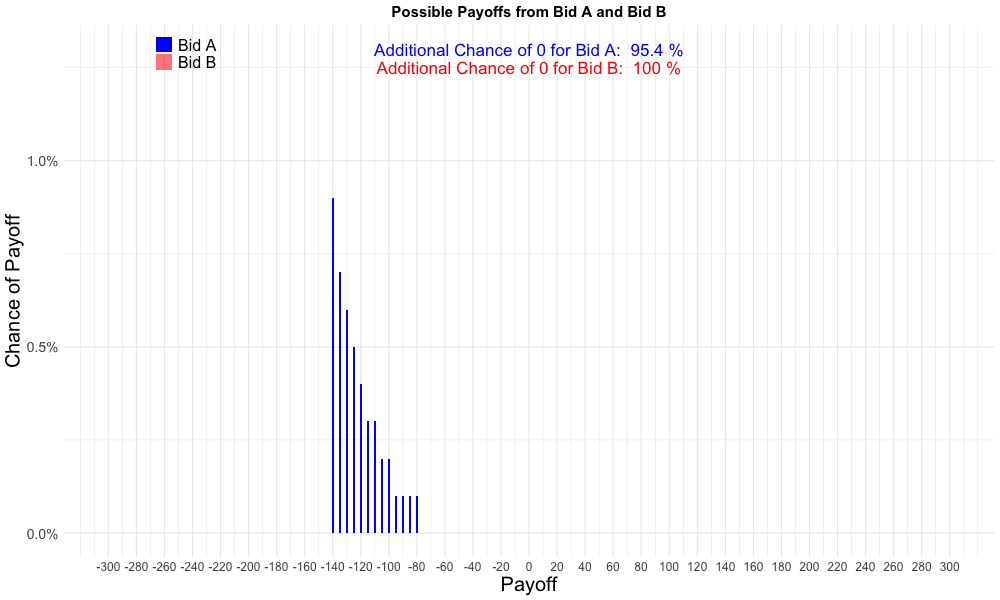 Possible Payoffs from Bid A and Bid B
Bid A
Bid B
Additional Chance of 0 for Bid A:  95.4 %
Additional Chance of 0 for Bid B:  100 %
Chance of Payoff
1.0%
0.5%
0.0%
-300 -280 -260 -240 -220 -200 -180 -160 -140 -120 -100 -80 -60 -40 -20 0 20 40 60 80 100 120 140 160 180 200 220 240 260 280 300
Payoff